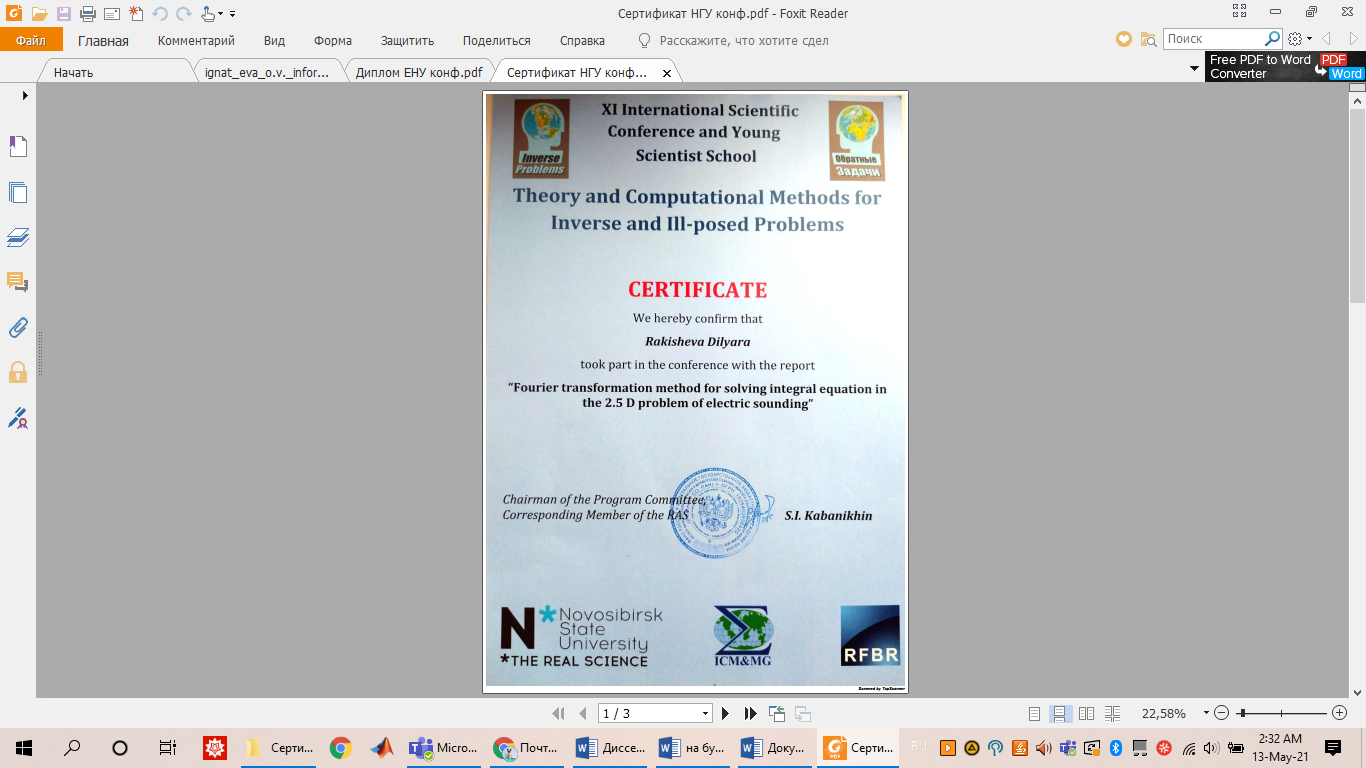 Сертификат НГУ конф.pdf - Foxit Reader
Файл Главная Комментарий Вид Форма Защитить Поделиться Справка Расскажите, что хотите сдел Поиск
Начать ignat_eva_o.v._infor... Диплом ЕНУ конф.pdf Сертификат НГУ конф...
Free PDF to Word
Converter
PDF
Word
XI International Scientific
Conference and Young
Scientist School
Inverse
Problems
Обратные
Задачи
Theory and Computational Methods for
Inverse and Ill-posed Problems
CERTIFICATE
We hereby confirm that
Rakisheva Dilyara
took part in the conference with the report
“Fourier transformation method for solving integral equation in
the 2.5 D problem of electric sounding”
Chairman of the Program Committee,
Corresponding Member of the RAS
S.I. Kabanikhin
Novosibirsk
State
University
*THE REAL SCIENCE
ICM&MG
RFBR
Scanned by TapScanner
1 / 3
22,58%
Серти... Micro... Почт... Диссе... на бу... Доку... Серти...
RU
2:32 AM
13-May-21